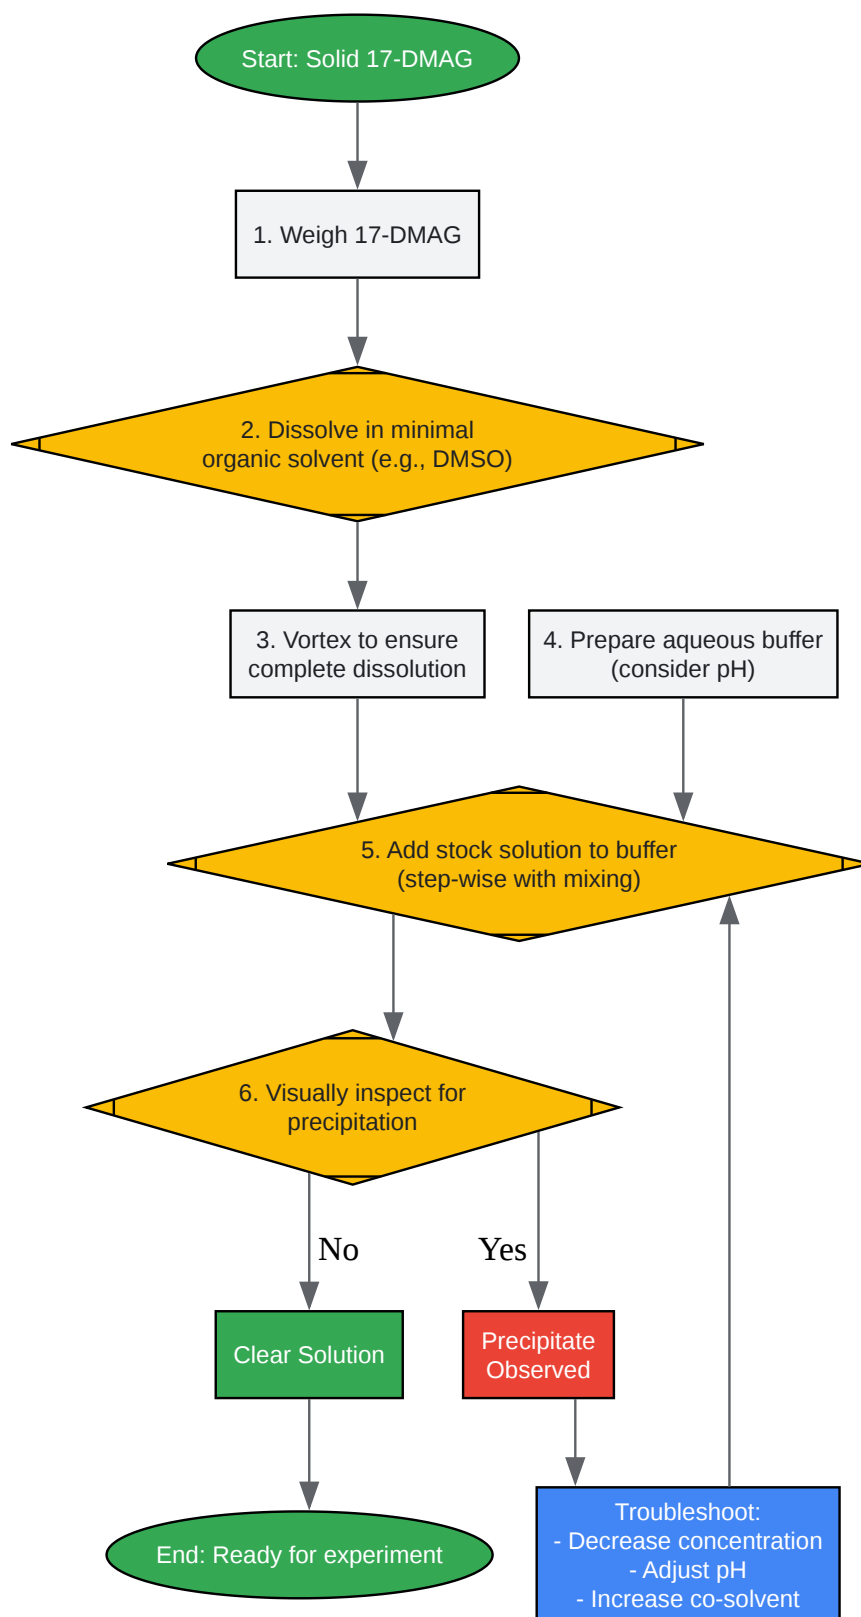 Start: Solid 17-DMAG
1. Weigh 17-DMAG
2. Dissolve in minimal
organic solvent (e.g., DMSO)
3. Vortex to ensure
complete dissolution
4. Prepare aqueous buffer
(consider pH)
5. Add stock solution to buffer
(step-wise with mixing)
6. Visually inspect for
precipitation
No
Yes
Clear Solution
Precipitate
Observed
End: Ready for experiment
Troubleshoot:
- Decrease concentration
- Adjust pH
- Increase co-solvent